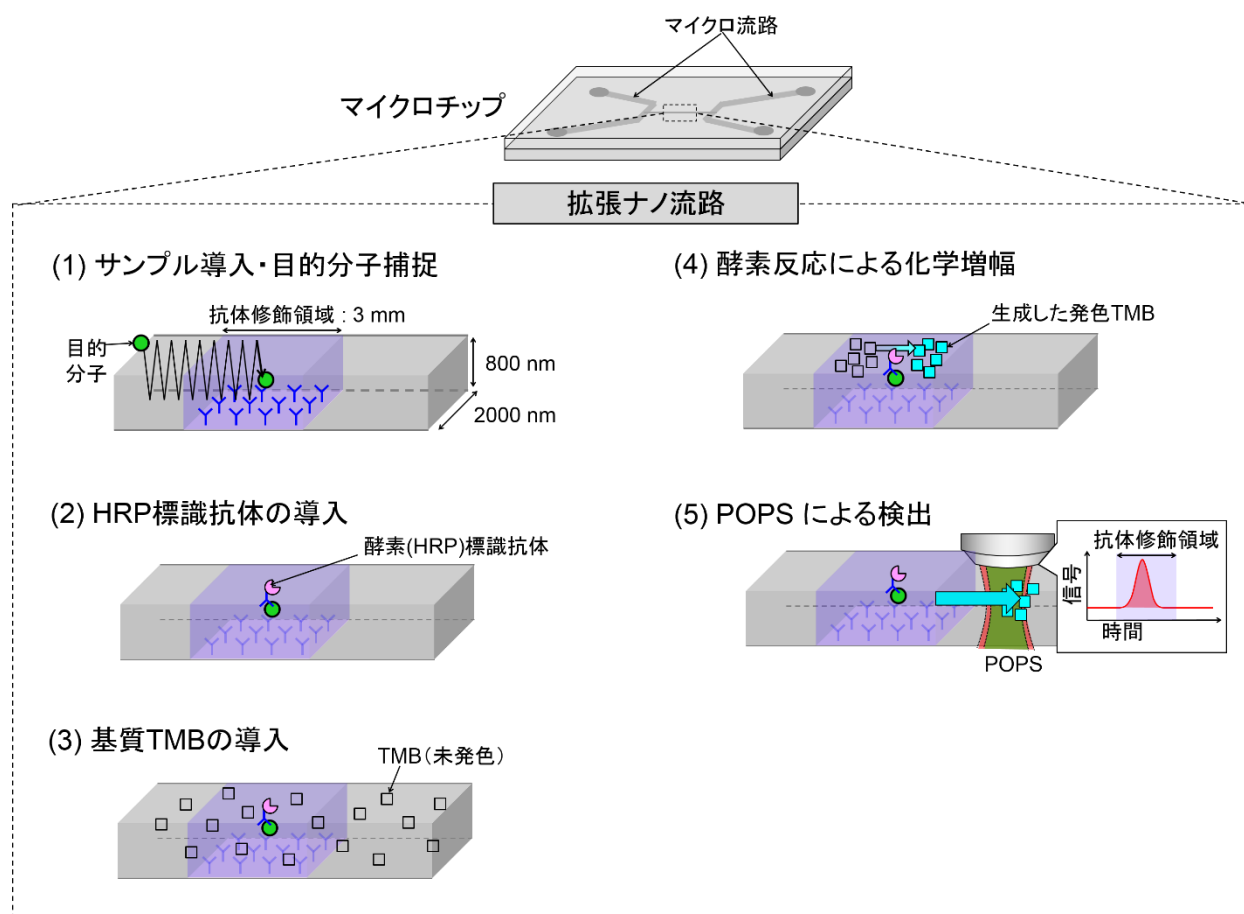 マイクロ流路
マイクロチップ
拡張ナノ流路
(1) サンプル導入・目的分子捕捉
抗体修飾領域 : 3 mm
目的
分子
800 nm
2000 nm
(2) HRP標識抗体の導入
酵素(HRP)標識抗体
(3) 基質TMBの導入
TMB（未発色）
(4) 酵素反応による化学増幅
生成した発色TMB
(5) POPS による検出
抗体修飾領域
信号
時間
POPS